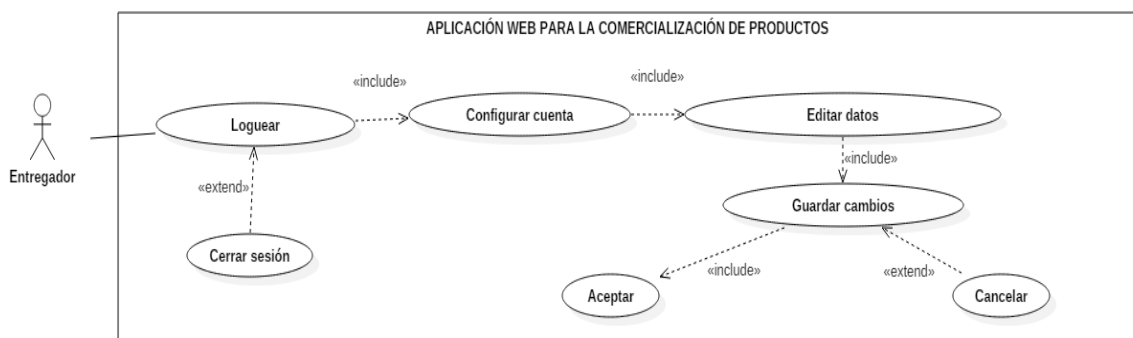 APLICACIÓN WEB PARA LA COMERCIALIZACIÓN DE PRODUCTOS
«include»
«include»
Loguear
Configurar cuenta
Editar datos
Entregador
«include»
«extend»
Guardar cambios
Cerrar sesión
«include»
«extend»
Aceptar
Cancelar